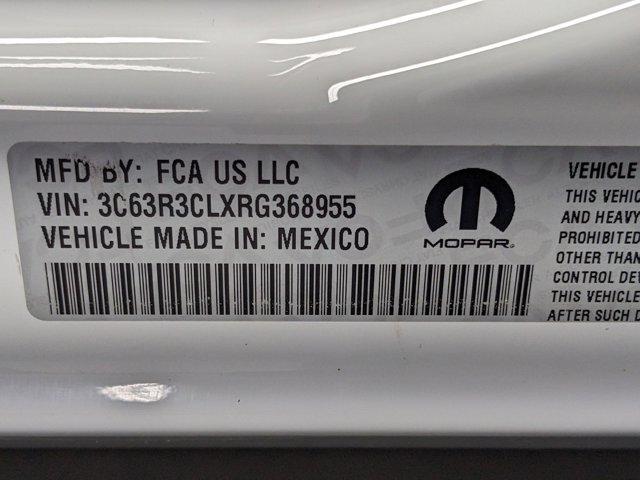 MFD BY: FCA US LLC
VIN: 3C63R3CLXRG368955
VEHICLE MADE IN: MEXICO
MOPAR
VEHICLE
THIS VEHIC
AND HEAVY
PROHIBITED
OTHER THAN
CONTROL DEV
THIS VEHICLE
AFTER SUCH D